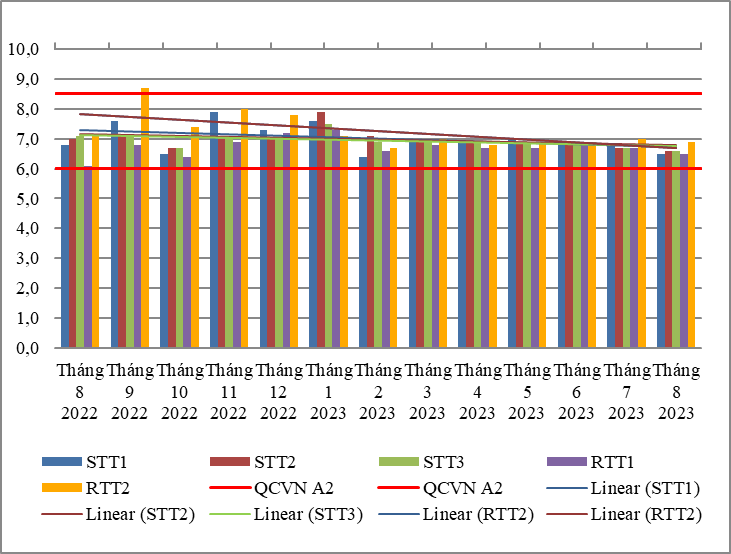 10,0
9,0
8,0
7,0
6,0
5,0
4,0
3,0
2,0
1,0
0,0
Tháng Tháng Tháng Tháng Tháng Tháng Tháng Tháng Tháng Tháng Tháng Tháng Tháng
8 9 10 11 12 1 2 3 4 5 6 7 8
2022 2022 2022 2022 2022 2023 2023 2023 2023 2023 2023 2023 2023
STT1 STT2 STT3 RTT1
RTT2 QCVN A2 QCVN A2 Linear (STT1)
Linear (STT2) Linear (STT3) Linear (RTT2) Linear (RTT2)